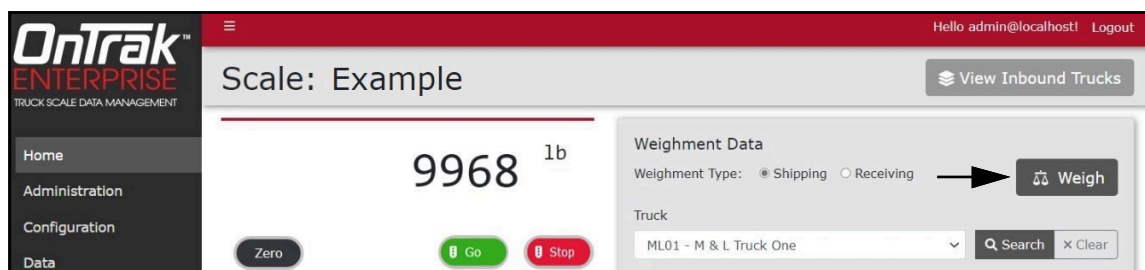 OnTrak™
ENTERPRISE
TRUCK SCALE DATA MANAGEMENT
Home
Administration
Configuration
Data
Hello admin@localhost! Logout
Scale: Example
View Inbound Trucks
9968 lb
Zero
Go
Stop
Weighment Data
Weighment Type: Shipping Receiving
Weigh
Truck
ML01 - M & L Truck One
Search
Clear